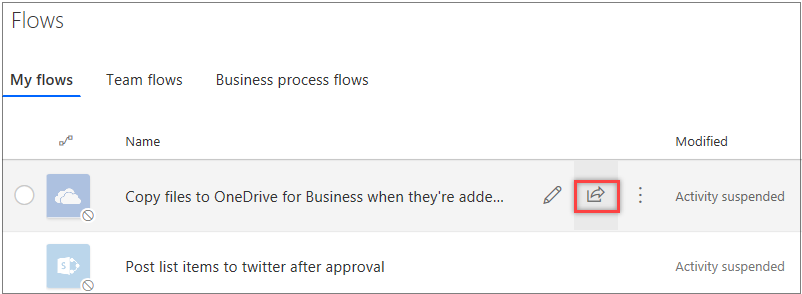 Flows
My flows Team flows Business process flows
Name Modified
Copy files to OneDrive for Business when they're adde... Activity suspended
Post list items to twitter after approval Activity suspended